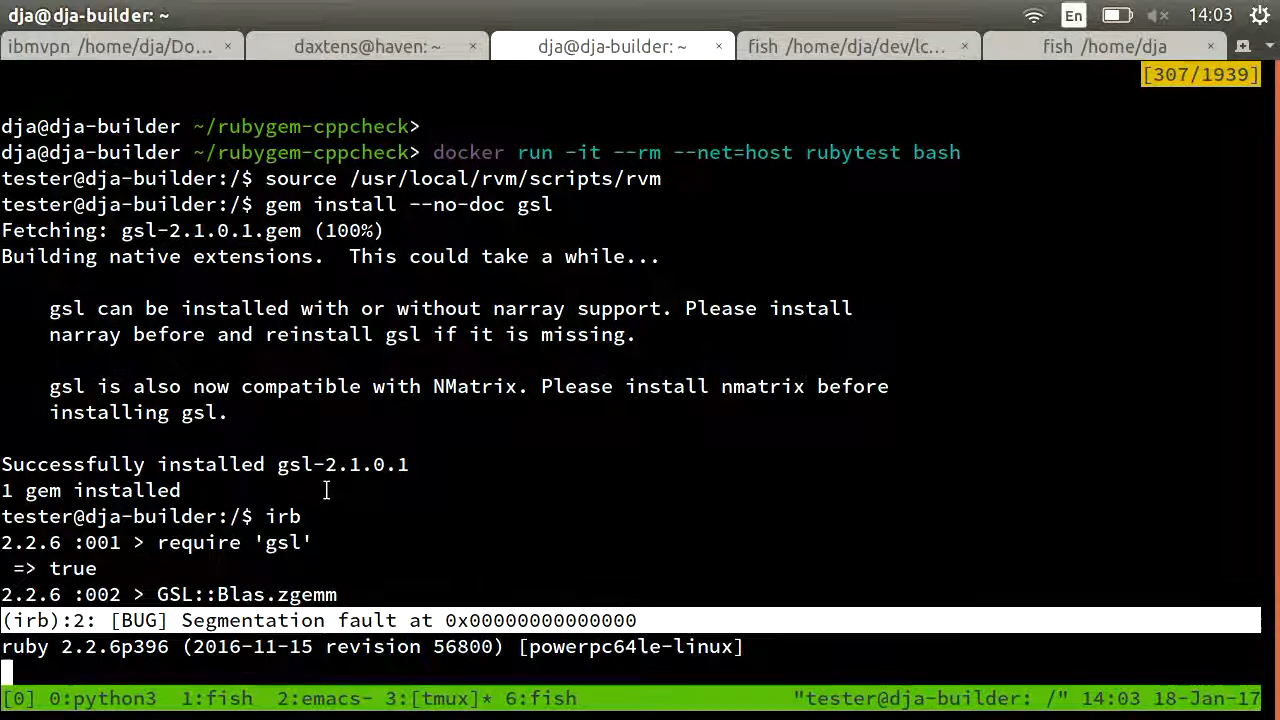 dja@dja-builder: ~
En
14:03
ibmvpn /home/dja/Do... × daxtens@haven: ~ × dja@dja-builder: ~ × fish /home/dja/dev/lc... × fish /home/dja ×
[307/1939]
dja@dja-builder ~/rubygem-cppcheck>
dja@dja-builder ~/rubygem-cppcheck> docker run -it --rm --net=host rubytest bash
tester@dja-builder:/$ source /usr/local/rvm/scripts/rvm
tester@dja-builder:/$ gem install --no-doc gsl
Fetching: gsl-2.1.0.1.gem (100%)
Building native extensions.  This could take a while...
gsl can be installed with or without narray support. Please install
narray before and reinstall gsl if it is missing.
gsl is also now compatible with NMatrix. Please install nmatrix before
installing gsl.
Successfully installed gsl-2.1.0.1
1 gem installed
tester@dja-builder:/$ irb
2.2.6 :001 > require 'gsl'
=> true
2.2.6 :002 > GSL::Blas.zgemm
(irb):2: [BUG] Segmentation fault at 0x00000000000000
ruby 2.2.6p396 (2016-11-15 revision 56800) [powerpc64le-linux]
[0] 0:python3  1:fish  2:emacs- 3:[tmux]* 6:fish "tester@dja-builder: /" 14:03 18-Jan-17